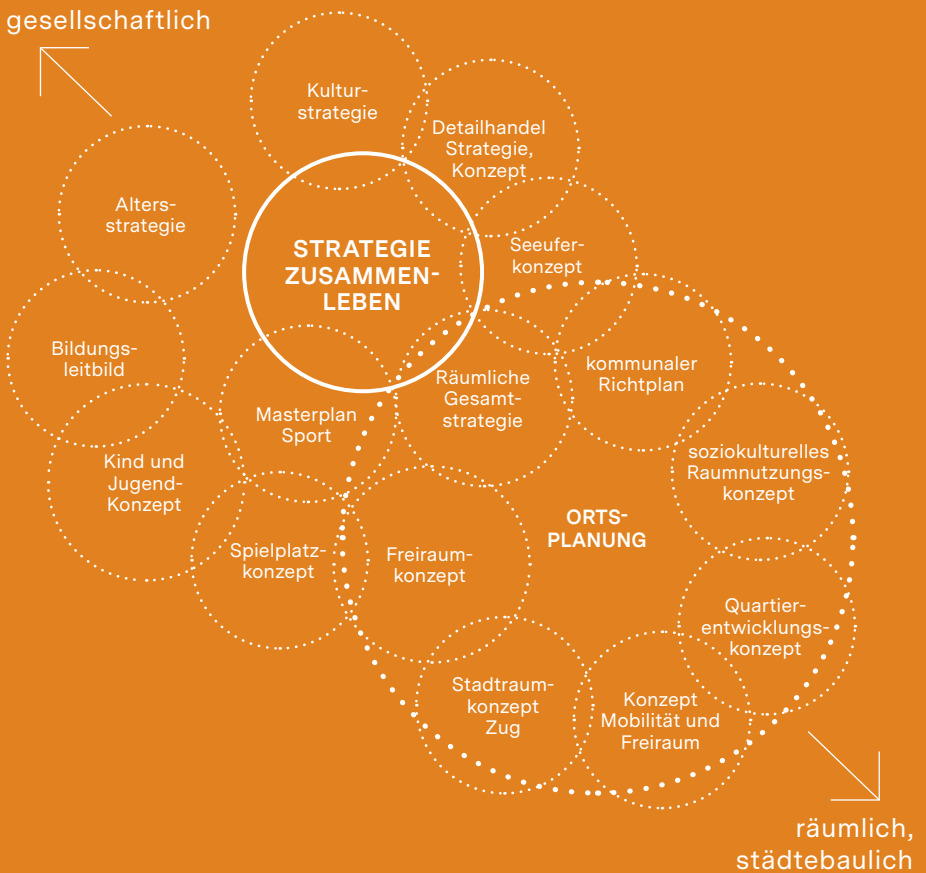 gesellschaftlich
Kultur-
strategie
Detailhandel
Strategie,
Konzept
Alters-
strategie
STRATEGIE
ZUSAMMEN-
LEBEN
Seeufer-
konzept
Bildungs-
leitbild
Räumliche
Gesamt-
strategie
kommunaler
Richtplan
Masterplan
Sport
Kind und
Jugend-
Konzept
soziokulturelles
Raumnutzungs-
konzept
ORTS-
PLANUNG
Spielplatz-
konzept
Freiraum-
konzept
Quartier-
entwicklungs-
konzept
Stadtraum-
konzept
Zug
Konzept
Mobilität und
Freiraum
räumlich,
städtebaulich